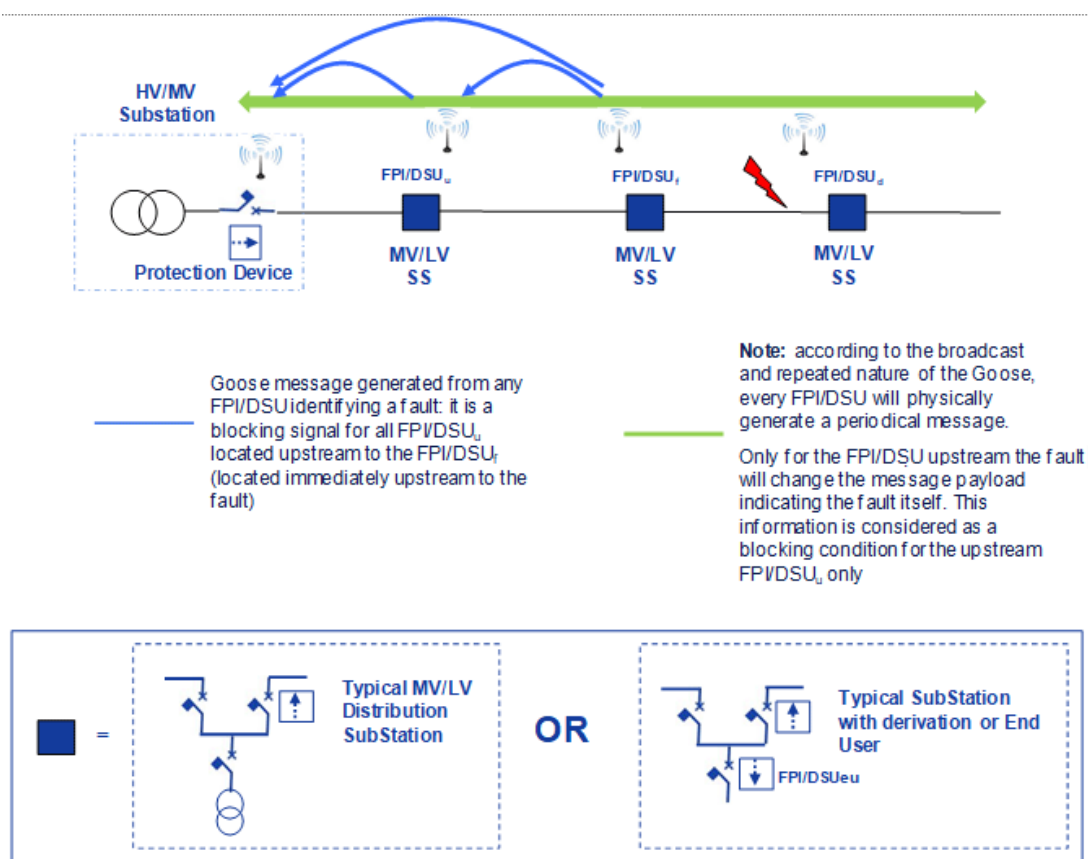 HV/MV
Substation
FPI/DSUu
FPI/DSUf
FPI/DSUd
Protection Device
MV/LV
SS
MV/LV
SS
MV/LV
SS
Goose message generated from any
FPI/DSU identifying a fault: it is a
blocking signal for all FPI/DSUu
located upstream to the FPI/DSUf
(located immediately upstream to the
fault)
Note: according to the broadcast
and repeated nature of the Goose,
every FPI/DSU will physically
generate a periodical message.
Only for the FPI/DSU upstream the fault
will change the message payload
indicating the fault itself. This
information is considered as a
blocking condition for the upstream
FPI/DSUu only
=
Typical MV/LV
Distribution
SubStation
OR
Typical SubStation
with derivation or End
User
FPI/DSUeu